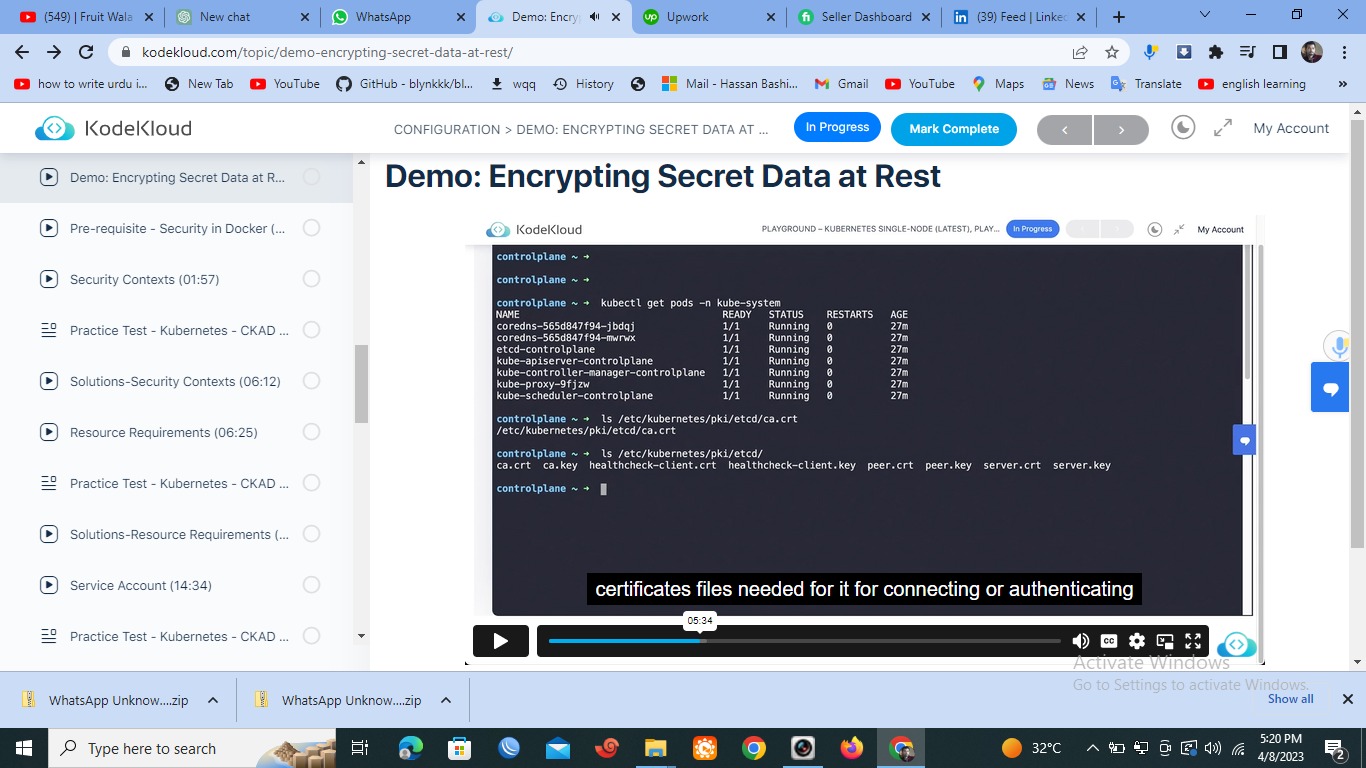 (549) | Fruit Wala
New chat
WhatsApp
Demo: Encry
Upwork
Seller Dashboard
(39) Feed | Linke
kodekloud.com/topic/demo-encrypting-secret-data-at-rest/
how to write urdu i...
New Tab
YouTube
GitHub - blynkkk/bl...
wqq
History
Mail - Hassan Bashi...
Gmail
YouTube
Maps
News
Translate
english learning
KodeKloud
CONFIGURATION > DEMO: ENCRYPTING SECRET DATA AT ...
In Progress
Mark Complete
My Account
Demo: Encrypting Secret Data at R...
Pre-requisite - Security in Docker (...
Security Contexts (01:57)
Practice Test - Kubernetes - CKAD ...
Solutions-Security Contexts (06:12)
Resource Requirements (06:25)
Practice Test - Kubernetes - CKAD ...
Solutions-Resource Requirements (...
Service Account (14:34)
Practice Test - Kubernetes - CKAD ...
Demo: Encrypting Secret Data at Rest
KodeKloud
PLAYGROUND – KUBERNETES SINGLE-NODE (LATEST), PLAY...
In Progress
My Account
controlplane ~ ➜
controlplane ~ ➜
controlplane ~ ➜ kubectl get pods -n kube-system
NAME READY STATUS RESTARTS AGE
coredns-565d847f94-jbdqj 1/1 Running 0 27m
coredns-565d847f94-mwrwx 1/1 Running 0 27m
etcd-controlplane 1/1 Running 0 27m
kube-apiserver-controlplane 1/1 Running 0 27m
kube-controller-manager-controlplane 1/1 Running 0 27m
kube-proxy-9fjzw 1/1 Running 0 27m
kube-scheduler-controlplane 1/1 Running 0 27m
controlplane ~ ➜ ls /etc/kubernetes/pki/etcd/ca.crt
/etc/kubernetes/pki/etcd/ca.crt
controlplane ~ ➜ ls /etc/kubernetes/pki/etcd/
ca.crt ca.key healthcheck-client.crt healthcheck-client.key peer.crt peer.key server.crt server.key
controlplane ~ ➜
certificates files needed for it for connecting or authenticating
05:34
CC
Activate Windows
Go to Settings to activate Windows.
WhatsApp Unknow....zip
WhatsApp Unknow....zip
Show all
Type here to search
32°C
5:20 PM
4/8/2023
2